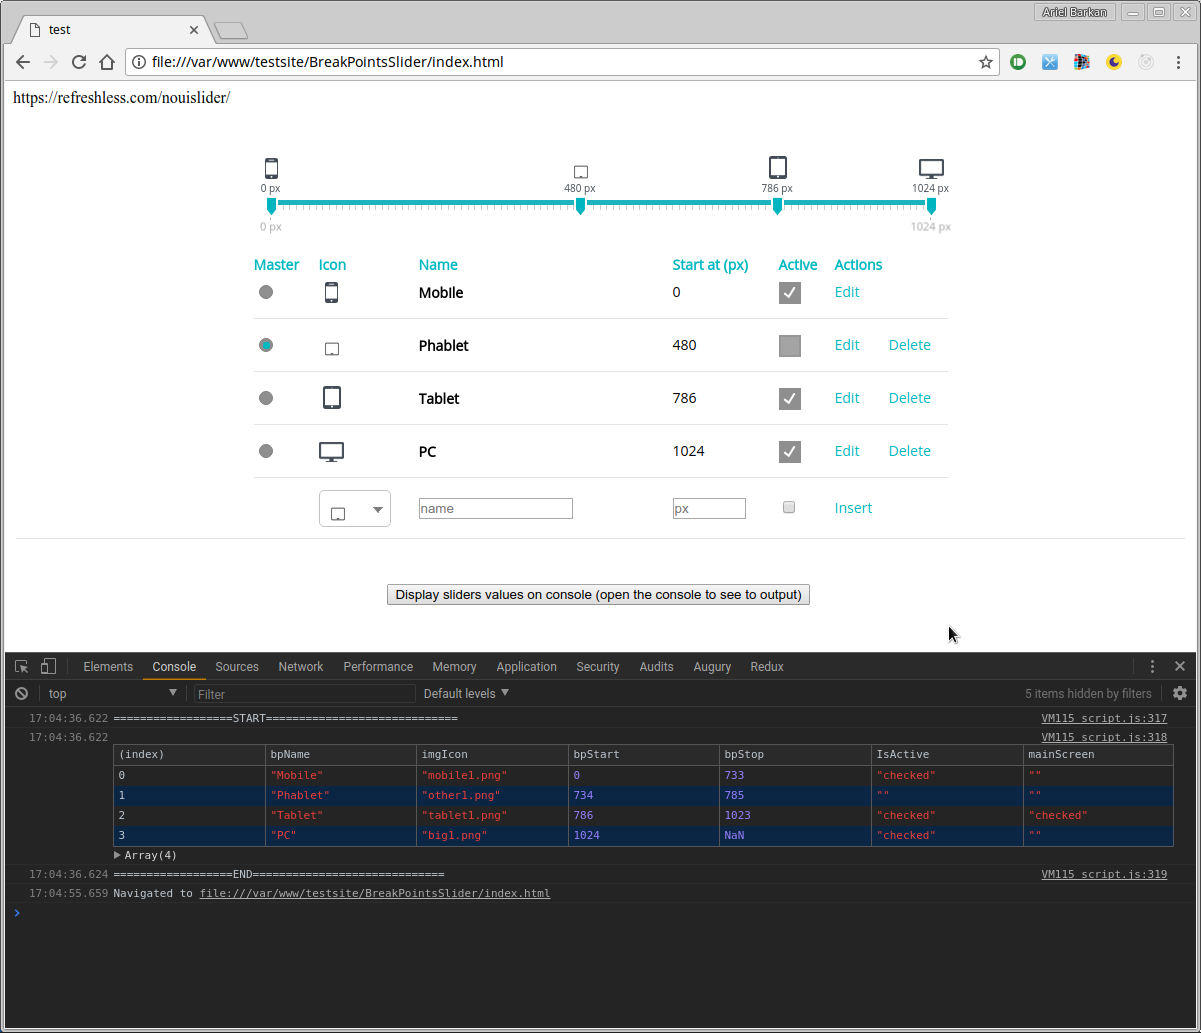 Ariel Barkan
test
file:///var/www/testsite/BreakPointsSlider/index.html
https://refreshless.com/nouislider/
0 px 480 px 786 px 1024 px
0 px 1024 px
Master Icon Name Start at (px) Active Actions
Mobile 0 Edit
Phablet 480 Edit Delete
Tablet 786 Edit Delete
PC 1024 Edit Delete
name px Insert
Display sliders values on console (open the console to see to output)
Elements Console Sources Network Performance Memory Application Security Audits Augury Redux
top Filter Default levels 5 items hidden by filters
17:04:36.622 ==================START============================= VM115 script.js:317
17:04:36.622 VM115 script.js:318
(index) bpName imgIcon bpStart bpStop IsActive mainScreen
0 "Mobile" "mobile1.png" 0 733 "checked" ""
1 "Phablet" "other1.png" 734 785 "" ""
2 "Tablet" "tablet1.png" 786 1023 "checked" "checked"
3 "PC" "big1.png" 1024 NaN "checked" ""
Array(4)
17:04:36.624 ==================END============================= VM115 script.js:319
17:04:55.659 Navigated to file:///var/www/testsite/BreakPointsSlider/index.html